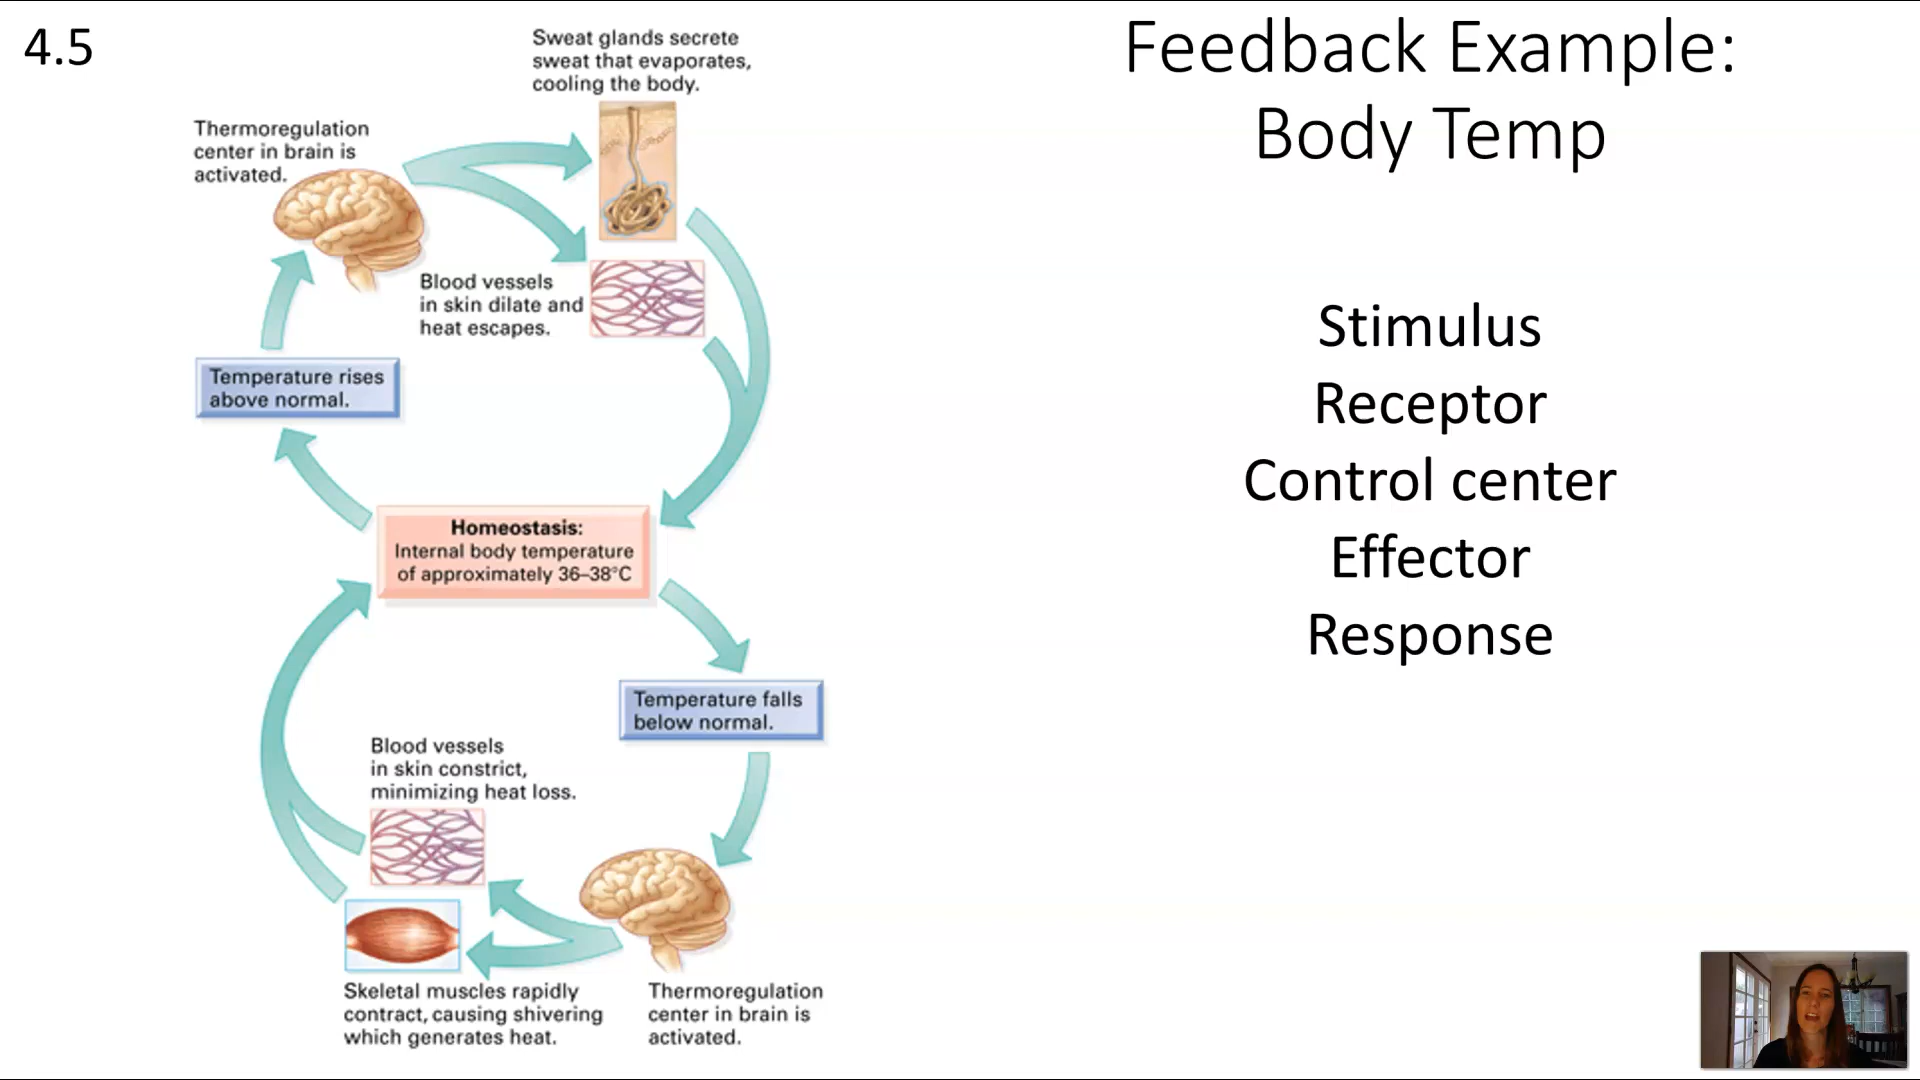 4.5
Feedback Example:
Body Temp
Stimulus
Receptor
Control center
Effector
Response
Sweat glands secrete
sweat that evaporates,
cooling the body.
Thermoregulation
center in brain is
activated.
Blood vessels
in skin dilate and
heat escapes.
Temperature rises
above normal.
Homeostasis:
Internal body temperature
of approximately 36–38°C
Temperature falls
below normal.
Blood vessels
in skin constrict,
minimizing heat loss.
Skeletal muscles rapidly
contract, causing shivering
which generates heat.
Thermoregulation
center in brain is
activated.